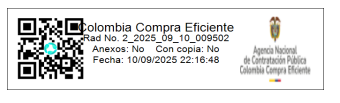 Colombia Compra Eficiente
Rad No. 2_2025_09_10_009502
Anexos: No Con copia: No
Fecha: 10/09/2025 22:16:48
Agencia Nacional
de Contratación Pública
Colombia Compra Eficiente